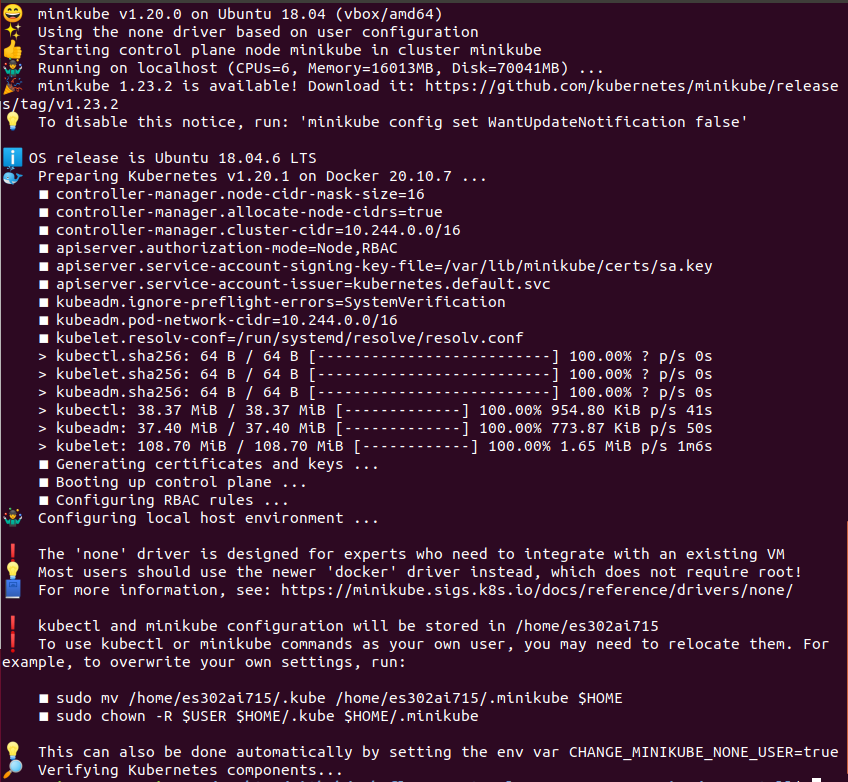 minikube v1.20.0 on Ubuntu 18.04 (vbox/amd64)
Using the none driver based on user configuration
Starting control plane node minikube in cluster minikube
Running on localhost (CPUs=6, Memory=16013MB, Disk=70041MB) ...
minikube 1.23.2 is available! Download it: https://github.com/kubernetes/minikube/release
s/tag/v1.23.2
To disable this notice, run: 'minikube config set WantUpdateNotification false'
OS release is Ubuntu 18.04.6 LTS
Preparing Kubernetes v1.20.1 on Docker 20.10.7 ...
■ controller-manager.node-cidr-mask-size=16
■ controller-manager.allocate-node-cidrs=true
■ controller-manager.cluster-cidr=10.244.0.0/16
■ apiserver.authorization-mode=Node,RBAC
■ apiserver.service-account-signing-key-file=/var/lib/minikube/certs/sa.key
■ apiserver.service-account-issuer=kubernetes.default.svc
■ kubeadm.ignore-preflight-errors=SystemVerification
■ kubeadm.pod-network-cidr=10.244.0.0/16
■ kubelet.resolv-conf=/run/systemd/resolve/resolv.conf
> kubectl.sha256: 64 B / 64 B [--------------------------] 100.00% ? p/s 0s
> kubelet.sha256: 64 B / 64 B [--------------------------] 100.00% ? p/s 0s
> kubeadm.sha256: 64 B / 64 B [--------------------------] 100.00% ? p/s 0s
> kubectl: 38.37 MiB / 38.37 MiB [-------------] 100.00% 954.80 KiB p/s 41s
> kubeadm: 37.40 MiB / 37.40 MiB [-------------] 100.00% 773.87 KiB p/s 50s
> kubelet: 108.70 MiB / 108.70 MiB [------------] 100.00% 1.65 MiB p/s 1m6s
■ Generating certificates and keys ...
■ Booting up control plane ...
■ Configuring RBAC rules ...
Configuring local host environment ...
❗ The 'none' driver is designed for experts who need to integrate with an existing VM
Most users should use the newer 'docker' driver instead, which does not require root!
For more information, see: https://minikube.sigs.k8s.io/docs/reference/drivers/none/
❗ kubectl and minikube configuration will be stored in /home/es302ai715
❗ To use kubectl or minikube commands as your own user, you may need to relocate them. For
example, to overwrite your own settings, run:
■ sudo mv /home/es302ai715/.kube /home/es302ai715/.minikube $HOME
■ sudo chown -R $USER $HOME/.kube $HOME/.minikube
This can also be done automatically by setting the env var CHANGE_MINIKUBE_NONE_USER=true
Verifying Kubernetes components...